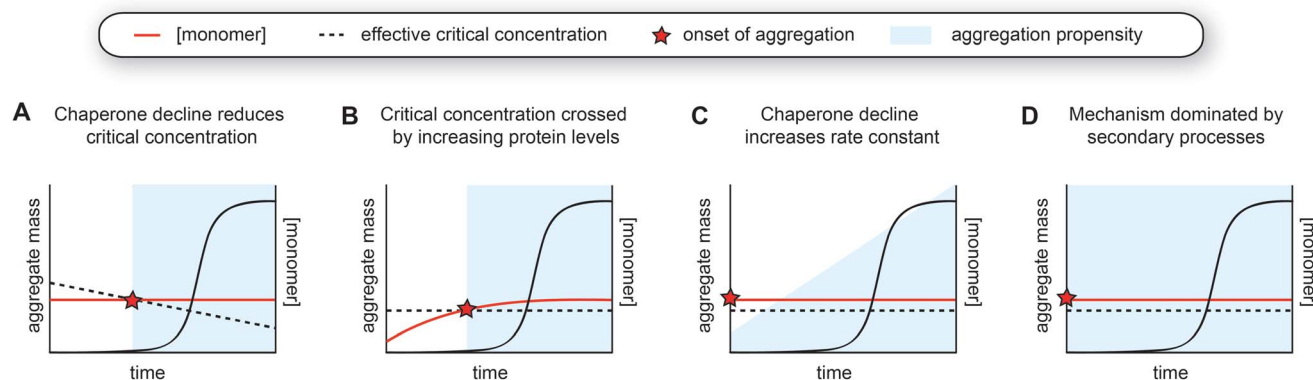 [monomer]
effective critical concentration
onset of aggregation
aggregation propensity
A
Chaperone decline reduces
critical concentration
aggregate mass
[monomer]
time
B
Critical concentration crossed
by increasing protein levels
aggregate mass
[monomer]
time
C
Chaperone decline
increases rate constant
aggregate mass
[monomer]
time
D
Mechanism dominated by
secondary processes
aggregate mass
[monomer]
time